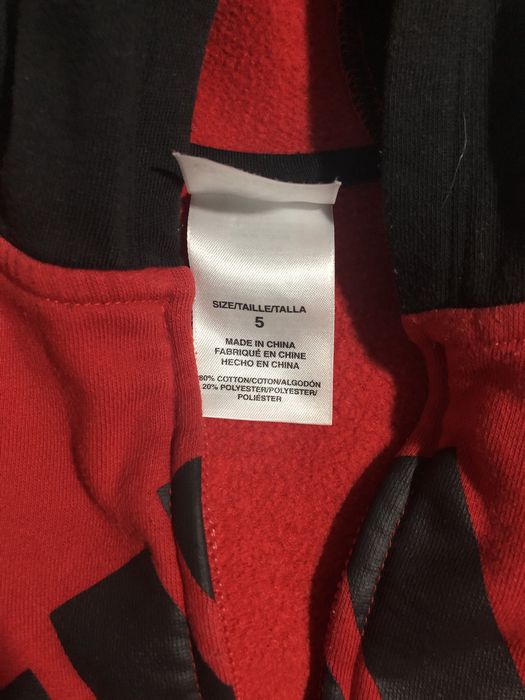 SIZE/TAILLE/TALLA
5
MADE IN CHINA
FABRIQUÉ EN CHINE
HECHO EN CHINA
80% COTTON/COTON/ALGODÓN
20% POLYESTER/POLYESTER/
POLIÉSTER